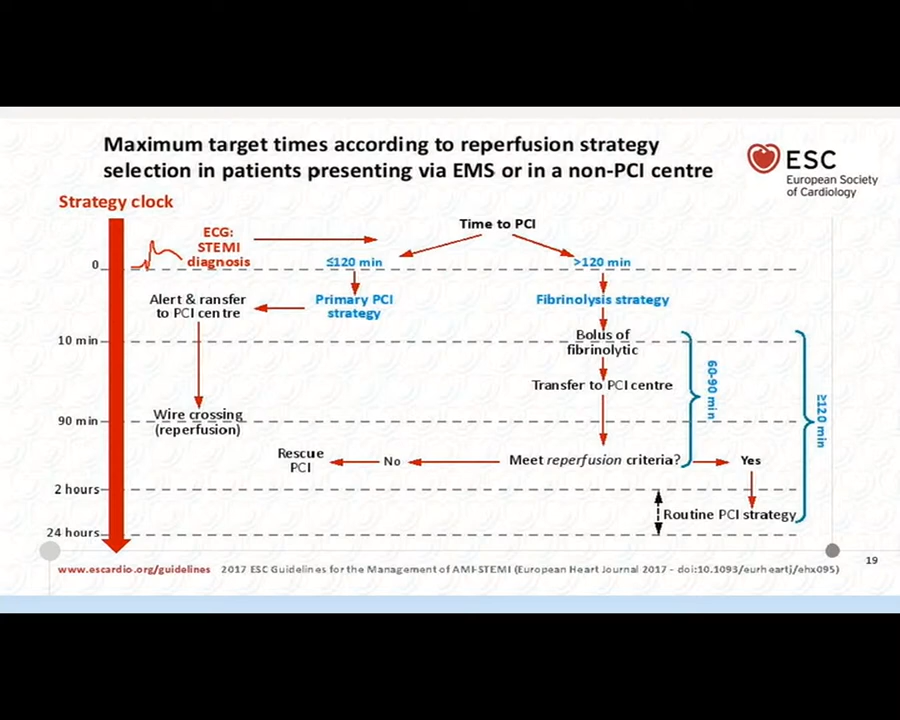 Maximum target times according to reperfusion strategy
selection in patients presenting via EMS or in a non-PCI centre
ESC
European Society
of Cardiology
Strategy clock
ECG:
STEMI
diagnosis
Time to PCI
0
≤120 min
>120 min
Alert & ransfer
to PCI centre
Primary PCI
strategy
Fibrinolysis strategy
10 min
Bolus of
fibrinolytic
Transfer to PCI centre
60-90 min
≥120 min
90 min
Wire crossing
(reperfusion)
Rescue
PCI
No
Meet reperfusion criteria?
Yes
2 hours
Routine PCI strategy
24 hours
19
www.escardio.org/guidelines 2017 ESC Guidelines for the Management of AMI-STEMI (European Heart Journal 2017 - doi:10.1093/eurheartj/ehx095)